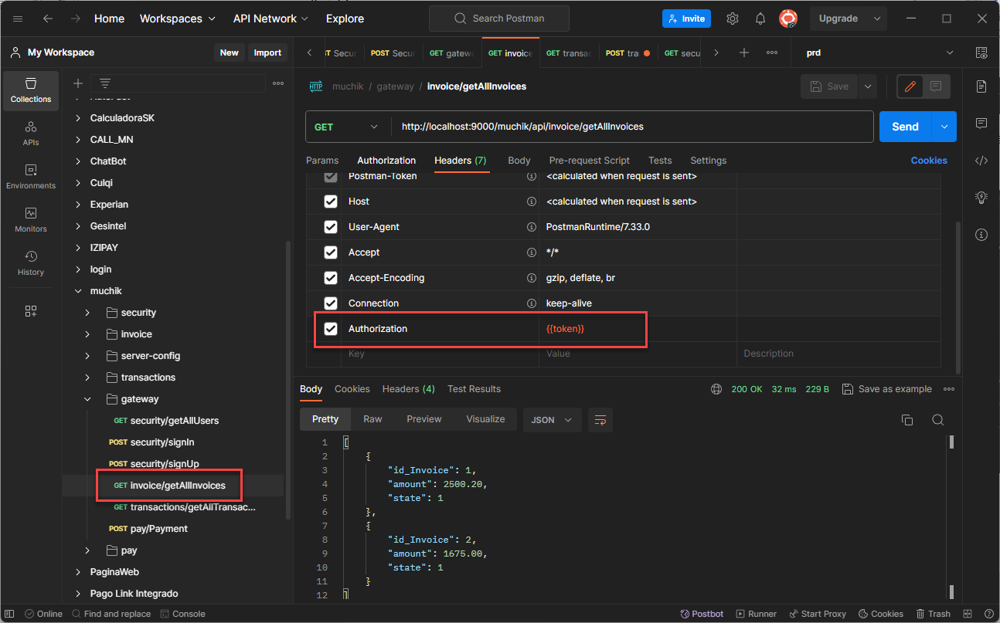 Home Workspaces API Network Explore Search Postman Invite Upgrade
My Workspace New Import
Secur POST Secur GET gatewa GET invoice GET transac POST tra GET secu prd
Collections
APIs
Environments
Monitors
History
CalculadoraSK
CALL_MN
ChatBot
Culqi
Experian
Gesintel
IZIPAY
login
muchik
security
invoice
server-config
transactions
gateway
GET security/getAllUsers
POST security/signIn
POST security/signUp
GET invoice/getAllInvoices
GET transactions/getAllTransac...
POST pay/Payment
pay
PaginaWeb
Pago Link Integrado
HTTP muchik / gateway / invoice/getAllInvoices Save
GET http://localhost:9000/muchik/api/invoice/getAllInvoices Send
Params Authorization Headers (7) Body Pre-request Script Tests Settings Cookies
Postman-Token <calculated when request is sent>
Host <calculated when request is sent>
User-Agent PostmanRuntime/7.33.0
Accept */*
Accept-Encoding gzip, deflate, br
Connection keep-alive
Authorization {{token}}
Key Value Description
Body Cookies Headers (4) Test Results 200 OK 32 ms 229 B Save as example
Pretty Raw Preview Visualize JSON
1 [
2 {
3 "id_Invoice": 1,
4 "amount": 2500.20,
5 "state": 1
6 },
7 {
8 "id_Invoice": 2,
9 "amount": 1675.00,
10 "state": 1
11 }
12 ]
Online Find and replace Console Postbot Runner Start Proxy Cookies Trash